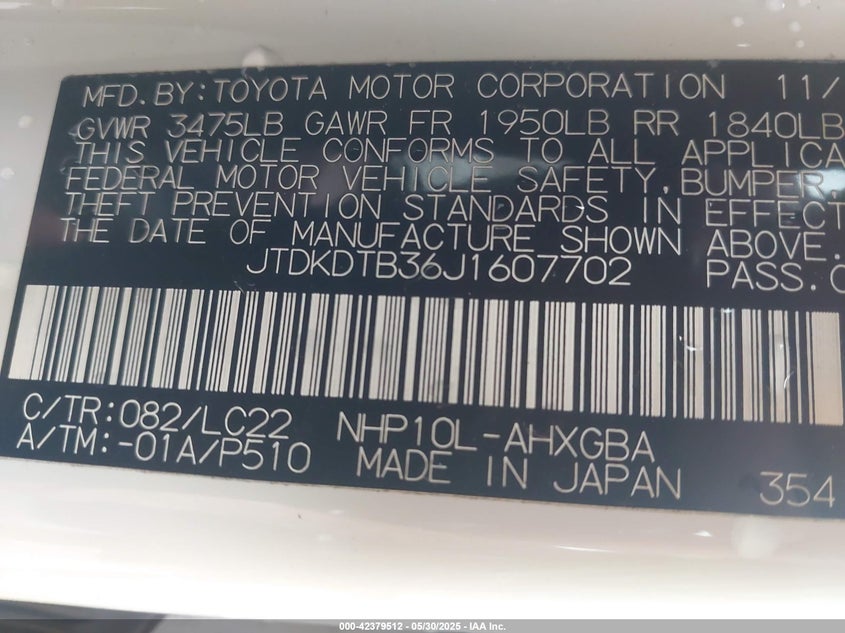 MFD.BY:TOYOTA MOTOR CORPORATION 11/
GVWR 3475LB GAWR FR 1950LB RR 1840LB
THIS VEHICLE CONFORMS TO ALL APPLICA
FEDERAL MOTOR VEHICLE SAFETY,BUMPER,
THEFT PREVENTION STANDARDS IN EFFECT
THE DATE OF MANUFACTURE SHOWN ABOVE.
JTDKDTB36J1607702 PASS.C
C/TR:082/LC22 NHP10L-AHXGBA
A/TM:-01A/P510 MADE IN JAPAN 354
000-42379512 - 05/30/2025 - IAA Inc.